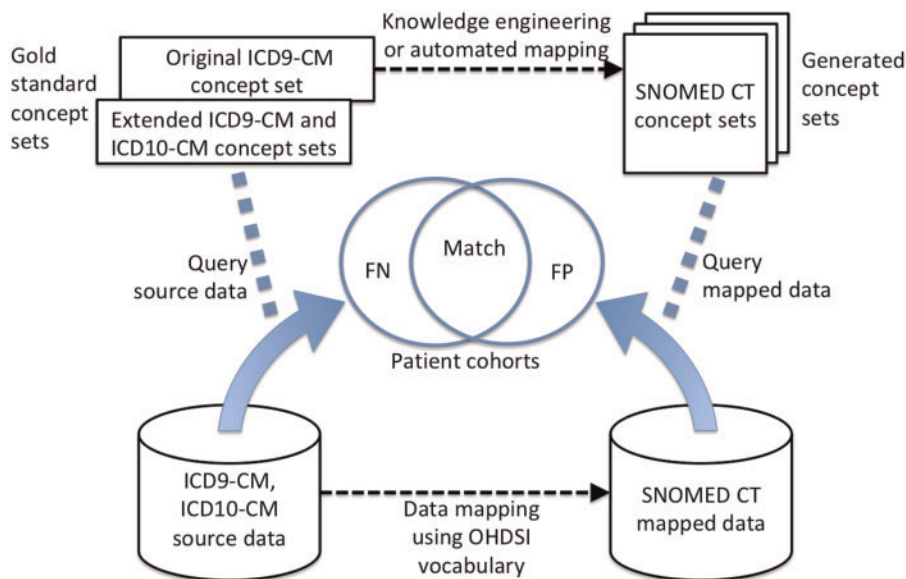 Gold
standard
concept
sets
Original ICD9-CM
concept set
Extended ICD9-CM and
ICD10-CM concept sets
Knowledge engineering
or automated mapping
SNOMED CT
concept sets
Generated
concept
sets
Query
source data
FN
Match
FP
Patient cohorts
Query
mapped data
ICD9-CM,
ICD10-CM
source data
Data mapping
using OHDSI
vocabulary
SNOMED CT
mapped data